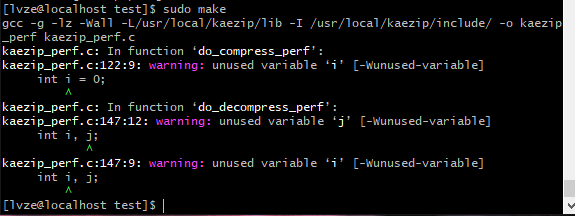 [lvze@localhost test]$ sudo make
gcc -g -lz -Wall -L/usr/local/kaezip/lib -I /usr/local/kaezip/include/ -o kaezip
_perf kaezip_perf.c
kaezip_perf.c: In function ‘do_compress_perf’:
kaezip_perf.c:122:9: warning: unused variable ‘i’ [-Wunused-variable]
    int i = 0;
        ^
kaezip_perf.c: In function ‘do_decompress_perf’:
kaezip_perf.c:147:12: warning: unused variable ‘j’ [-Wunused-variable]
    int i, j;
           ^
kaezip_perf.c:147:9: warning: unused variable ‘i’ [-Wunused-variable]
    int i, j;
        ^
[lvze@localhost test]$